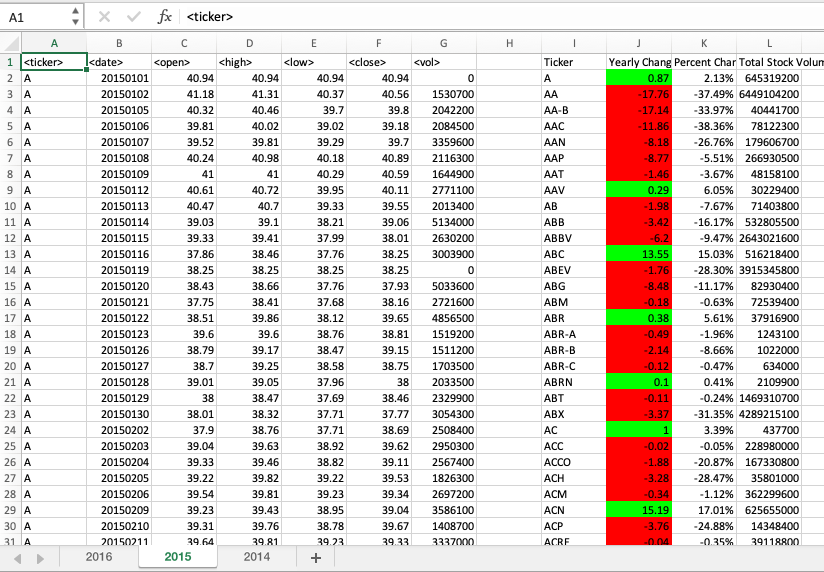 A1 fx <ticker>
A B C D E F G H I J K L
1 <ticker> <date> <open> <high> <low> <close> <vol> Ticker Yearly Chang Percent Char Total Stock Volum
2 A 20150101 40.94 40.94 40.94 40.94 0 A 0.87 2.13% 645319200
3 A 20150102 41.18 41.31 40.37 40.56 1530700 AA -17.76 -37.49% 6449104200
4 A 20150105 40.32 40.46 39.7 39.8 2042200 AA-B -17.14 -33.97% 40441700
5 A 20150106 39.81 40.02 39.02 39.18 2084500 AAC -11.86 -38.36% 78122300
6 A 20150107 39.52 39.81 39.29 39.7 3359600 AAN -8.18 -26.76% 179606700
7 A 20150108 40.24 40.98 40.18 40.89 2116300 AAP -8.77 -5.51% 266930500
8 A 20150109 41 41 40.29 40.59 1644900 AAT -1.46 -3.67% 48158100
9 A 20150112 40.61 40.72 39.95 40.11 2771100 AAV 0.29 6.05% 30229400
10 A 20150113 40.47 40.7 39.33 39.55 2013400 AB -1.98 -7.67% 71403800
11 A 20150114 39.03 39.1 38.21 39.06 5134000 ABB -3.42 -16.17% 532805500
12 A 20150115 39.33 39.41 37.99 38.01 2630200 ABBV -6.2 -9.47% 2643021600
13 A 20150116 37.86 38.46 37.76 38.25 3003900 ABC 13.55 15.03% 516218400
14 A 20150119 38.25 38.25 38.25 38.25 0 ABEV -1.76 -28.30% 3915345800
15 A 20150120 38.43 38.66 37.76 37.93 5033600 ABG -8.48 -11.17% 82930400
16 A 20150121 37.75 38.41 37.68 38.16 2721600 ABM -0.18 -0.63% 72539400
17 A 20150122 38.51 39.86 38.12 39.65 4856500 ABR 0.38 5.61% 37916900
18 A 20150123 39.6 39.6 38.76 38.81 1519200 ABR-A -0.49 -1.96% 1243100
19 A 20150126 38.79 39.17 38.47 39.15 1511200 ABR-B -2.14 -8.66% 1022000
20 A 20150127 38.7 39.25 38.58 38.75 1703500 ABR-C -0.12 -0.47% 634000
21 A 20150128 39.01 39.05 37.96 38 2033500 ABRN 0.1 0.41% 2109900
22 A 20150129 38 38.47 37.69 38.46 2329900 ABT -0.11 -0.24% 1469310700
23 A 20150130 38.01 38.32 37.71 37.77 3054300 ABX -3.37 -31.35% 4289215100
24 A 20150202 37.9 38.76 37.71 38.69 2508400 AC 1 3.39% 437700
25 A 20150203 39.04 39.63 38.92 39.62 2950300 ACC -0.02 -0.05% 228980000
26 A 20150204 39.33 39.46 38.82 39.11 2567400 ACCO -1.88 -20.87% 167330800
27 A 20150205 39.22 39.82 39.22 39.53 1826300 ACH -3.28 -28.47% 35801000
28 A 20150206 39.54 39.81 39.23 39.34 2697200 ACM -0.34 -1.12% 362299600
29 A 20150209 39.23 39.43 38.95 39.04 3586100 ACN 15.19 17.01% 625655000
30 A 20150210 39.31 39.76 38.78 39.67 1408700 ACP -3.76 -24.88% 14348400
31 A 20150211 39.64 39.81 39.23 39.33 3337000 ACRE -0.04 -0.35% 39118800
2016 2015 2014 +